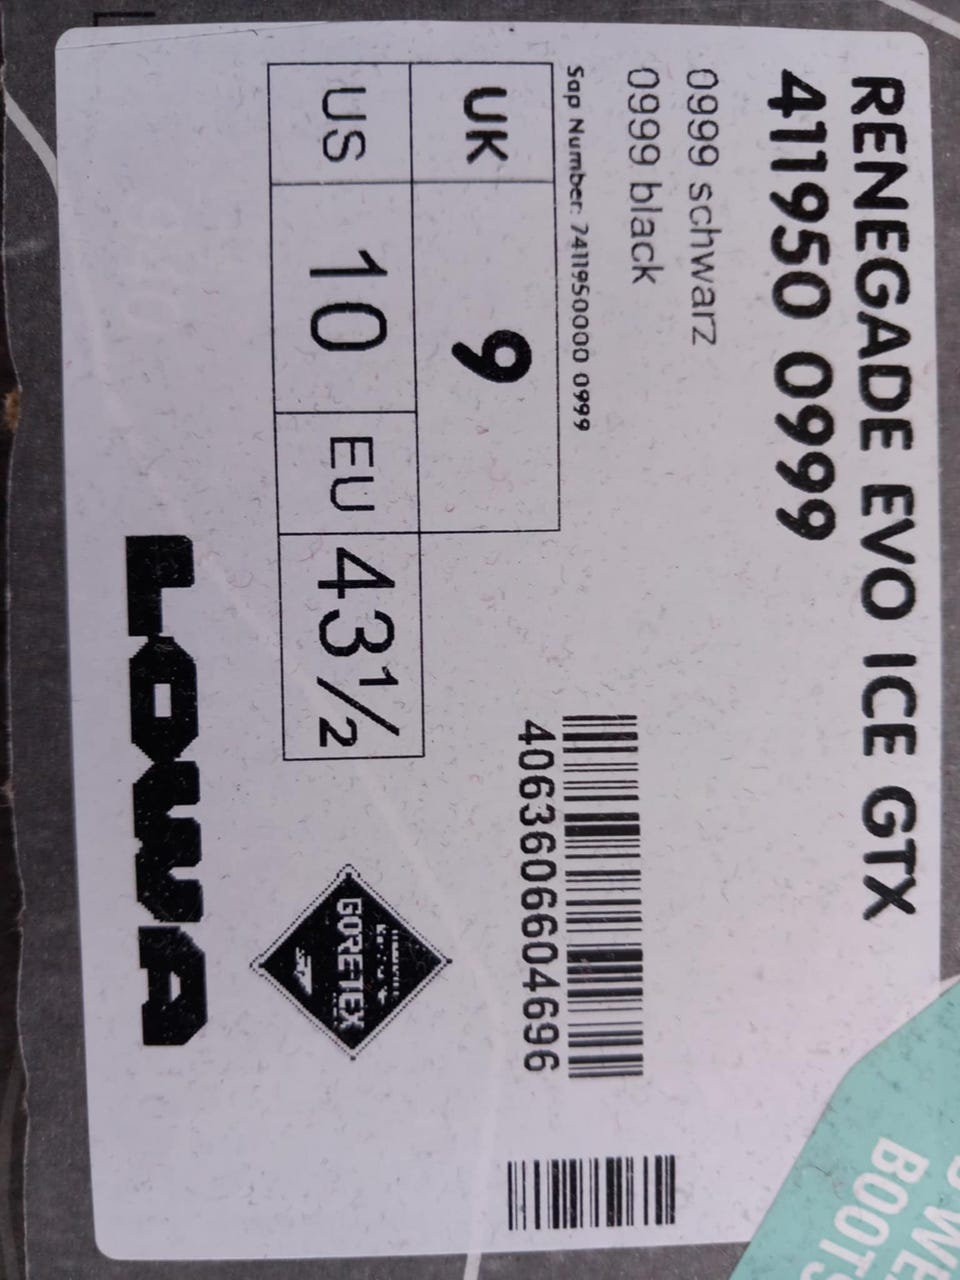 RENEGADE EVO ICE GTX
411950 0999
0999 schwarz
0999 black
Sap Number: 7411950000 0999
UK 9
US 10 EU 43½
4063606604696
GORE-TEX
LOWA
WE
BOOTS